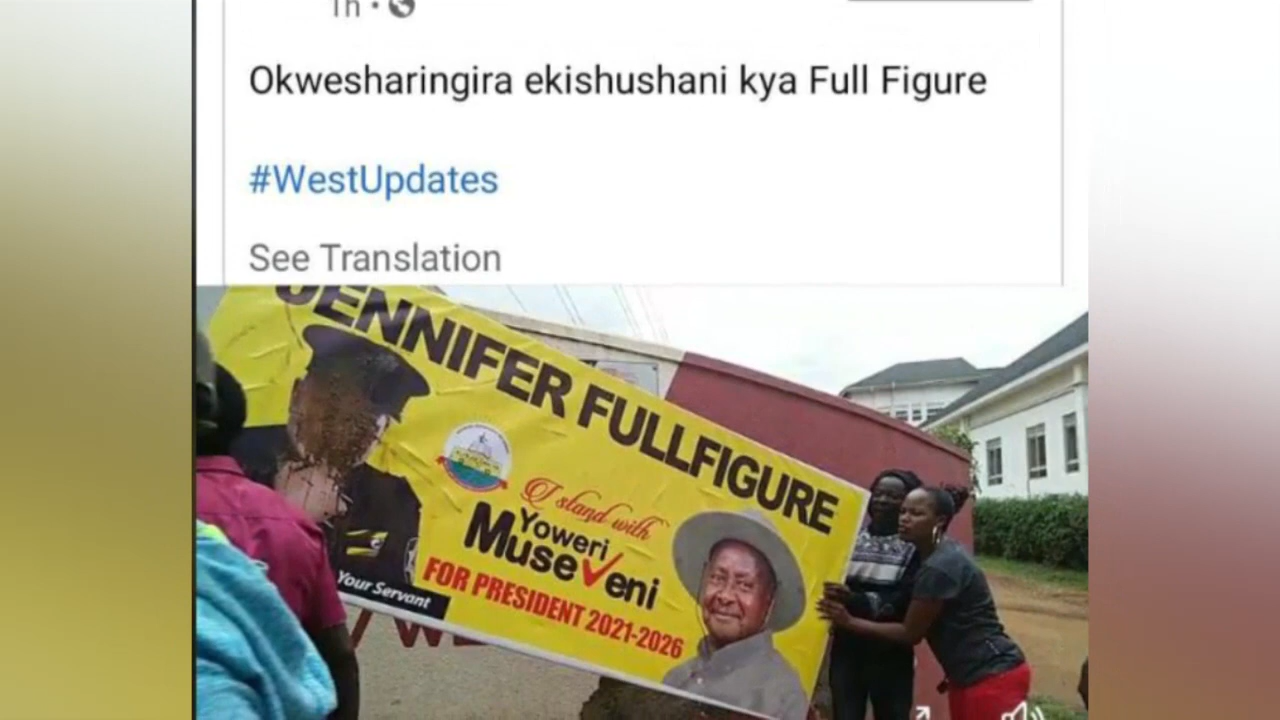 1h
Okwesharingira ekishushani kya Full Figure
#WestUpdates
See Translation
JENNIFER FULLFIGURE
I stand with
Yoweri
Museveni
FOR PRESIDENT 2021-2026
Your Servant